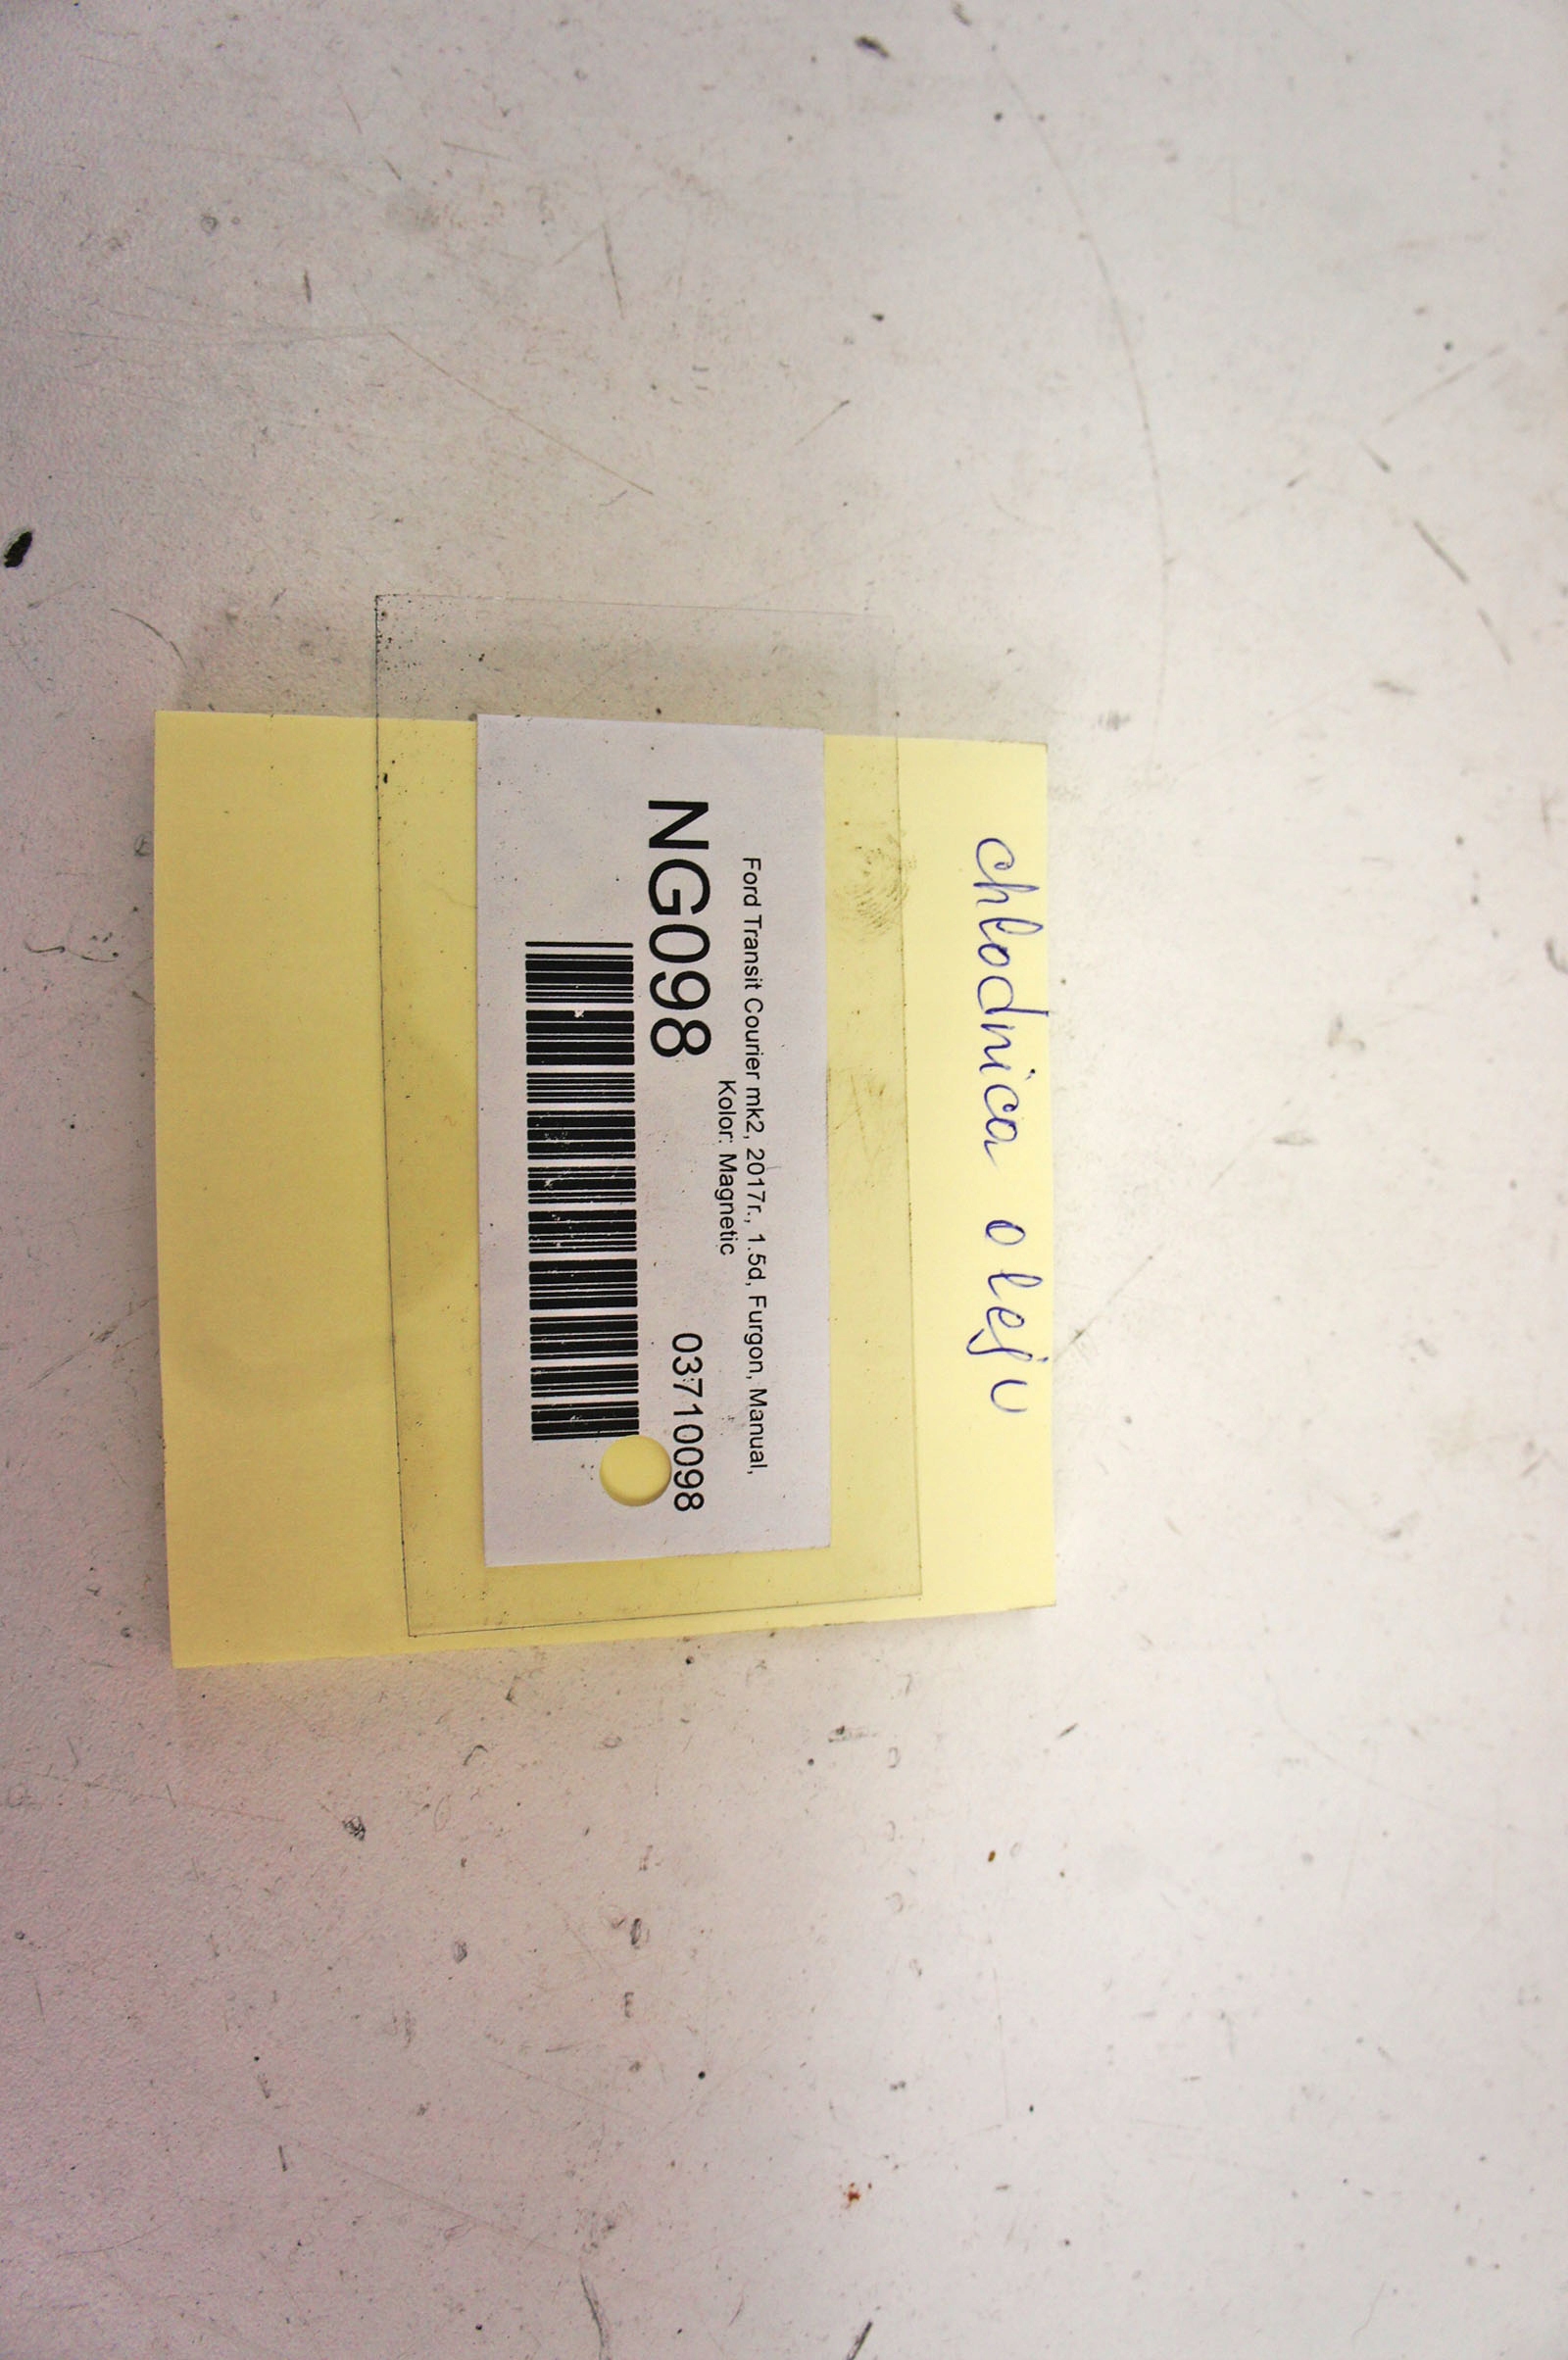 chłodnica oleju
Ford Transit Courier mk2, 2017r., 1.5d, Furgon, Manual,
Kolor: Magnetic
NG098
03710098